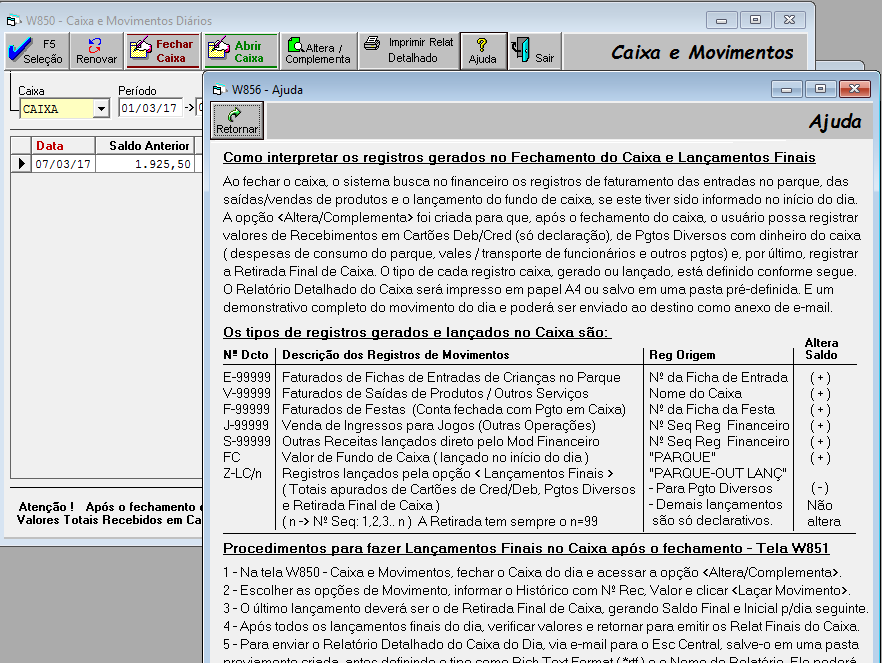 W850 - Caixa e Movimentos Diários
F5
Seleção
Renovar
Fechar
Caixa
Abrir
Caixa
Altera /
Complementa
Imprimir Relat
Detalhado
Ajuda
Sair
Caixa e Movimentos
Caixa
Período
CAIXA
01/03/17
->
Data
Saldo Anterior
07/03/17
1.925,50
Atenção ! Após o fechamento
Valores Totais Recebidos em Ca
W856 - Ajuda
Retornar
Ajuda
Como interpretar os registros gerados no Fechamento do Caixa e Lançamentos Finais
Ao fechar o caixa, o sistema busca no financeiro os registros de faturamento das entradas no parque, das
saídas/vendas de produtos e o lançamento do fundo de caixa, se este tiver sido informado no início do dia.
A opção <Altera/Complementa> foi criada para que, após o fechamento do caixa, o usuário possa registrar
valores de Recebimentos em Cartões Deb/Cred (só declaração), de Pgtos Diversos com dinheiro do caixa
( despesas de consumo do parque, vales / transporte de funcionários e outros pgtos) e, por último, registrar
a Retirada Final de Caixa. O tipo de cada registro caixa, gerado ou lançado, está definido conforme segue.
O Relatório Detalhado do Caixa será impresso em papel A4 ou salvo em uma pasta pré-definida. E um
demonstrativo completo do movimento do dia e poderá ser enviado ao destino como anexo de e-mail.
Os tipos de registros gerados e lançados no Caixa são:
Altera
Nº Dcto Descrição dos Registros de Movimentos Reg Origem Saldo
E-99999 Faturados de Fichas de Entradas de Crianças no Parque Nº da Ficha de Entrada ( + )
V-99999 Faturados de Saídas de Produtos / Outros Serviços Nome do Caixa ( + )
F-99999 Faturados de Festas (Conta fechada com Pgto em Caixa) Nº da Ficha da Festa ( + )
J-99999 Venda de Ingressos para Jogos (Outras Operações) Nº Seq Reg Financeiro ( + )
S-99999 Outras Receitas lançados direto pelo Mod Financeiro Nº Seq Reg Financeiro ( + )
FC Valor de Fundo de Caixa ( lançado no início do dia ) "PARQUE" ( + )
Z-LC/n Registros lançados pela opção < Lançamentos Finais > "PARQUE-OUT LANÇ"
( Totais apurados de Cartões de Cred/Deb, Pgtos Diversos - Para Pgto Diversos ( - )
e Retirada Final de Caixa ) - Demais lançamentos Não
( n -> Nº Seq: 1,2,3.. n ) A Retirada tem sempre o n=99 são só declarativos. altera
Procedimentos para fazer Lançamentos Finais no Caixa após o fechamento - Tela W851
1 - Na tela W850 - Caixa e Movimentos, fechar o Caixa do dia e acessar a opção <Altera/Complementa>.
2 - Escolher as opções de Movimento, informar o Histórico com Nº Rec, Valor e clicar <Laçar Movimento>.
3 - O último lançamento deverá ser o de Retirada Final de Caixa, gerando Saldo Final e Inicial p/dia seguinte.
4 - Após todos os lançamentos finais do dia, verificar valores e retornar para emitir os Relat Finais do Caixa.
5 - Para enviar o Relatório Detalhado do Caixa do Dia, via e-mail para o Esc Central, salve-o em uma pasta
previamente criada, antes definindo o tipo como Rich Text Format ( *rtf ) e o Nome do Relatório. Ele poderá